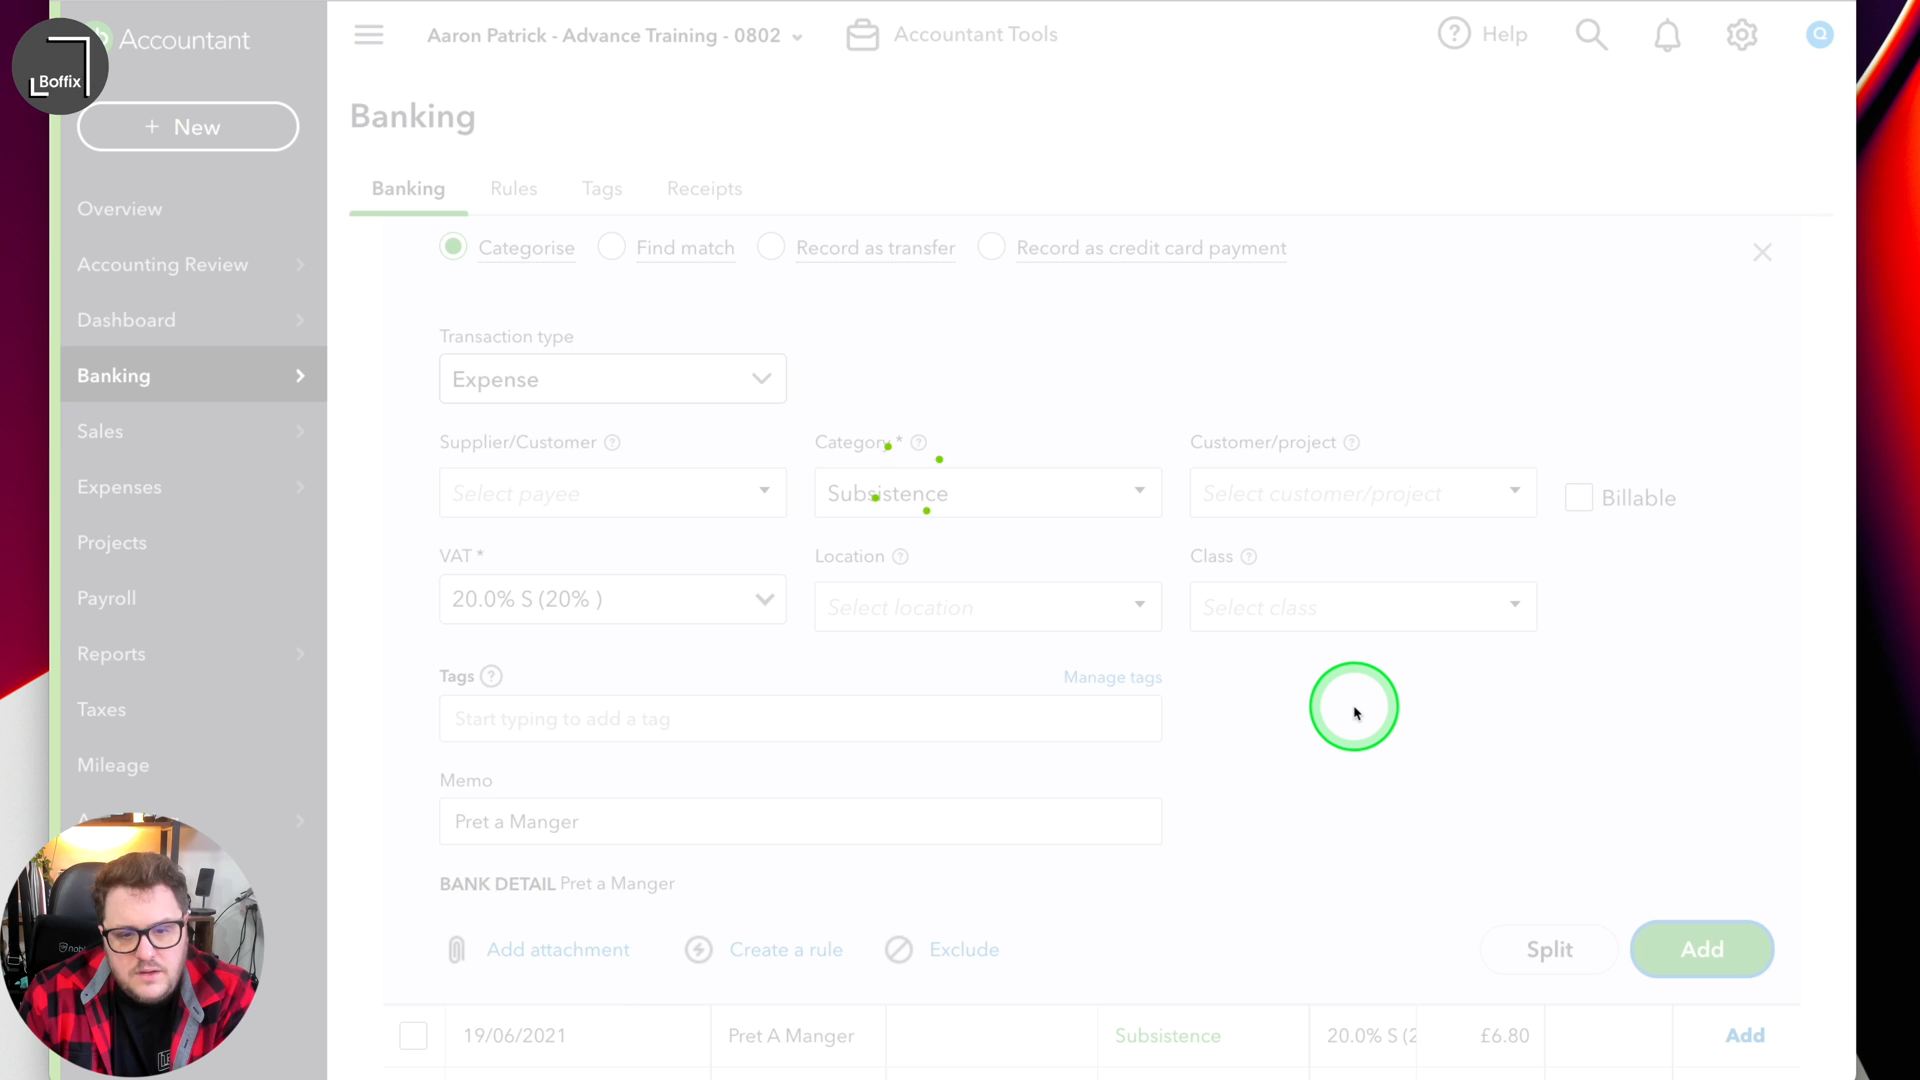 Accountant
Boffix
+ New
Overview
Accounting Review
Dashboard
Banking
Sales
Expenses
Projects
Payroll
Reports
Taxes
Mileage
Aaron Patrick - Advance Training - 0802
Accountant Tools
Help
Banking
Banking Rules Tags Receipts
Categorise Find match Record as transfer Record as credit card payment
Transaction type
Expense
Supplier/Customer Category * Customer/project
Select payee Subsistence Select customer/project Billable
VAT * Location Class
20.0% S (20% ) Select location Select class
Tags Manage tags
Start typing to add a tag
Memo
Pret a Manger
BANK DETAIL Pret a Manger
Add attachment Create a rule Exclude Split Add
19/06/2021 Pret A Manger Subsistence 20.0% S (2 £6.80 Add